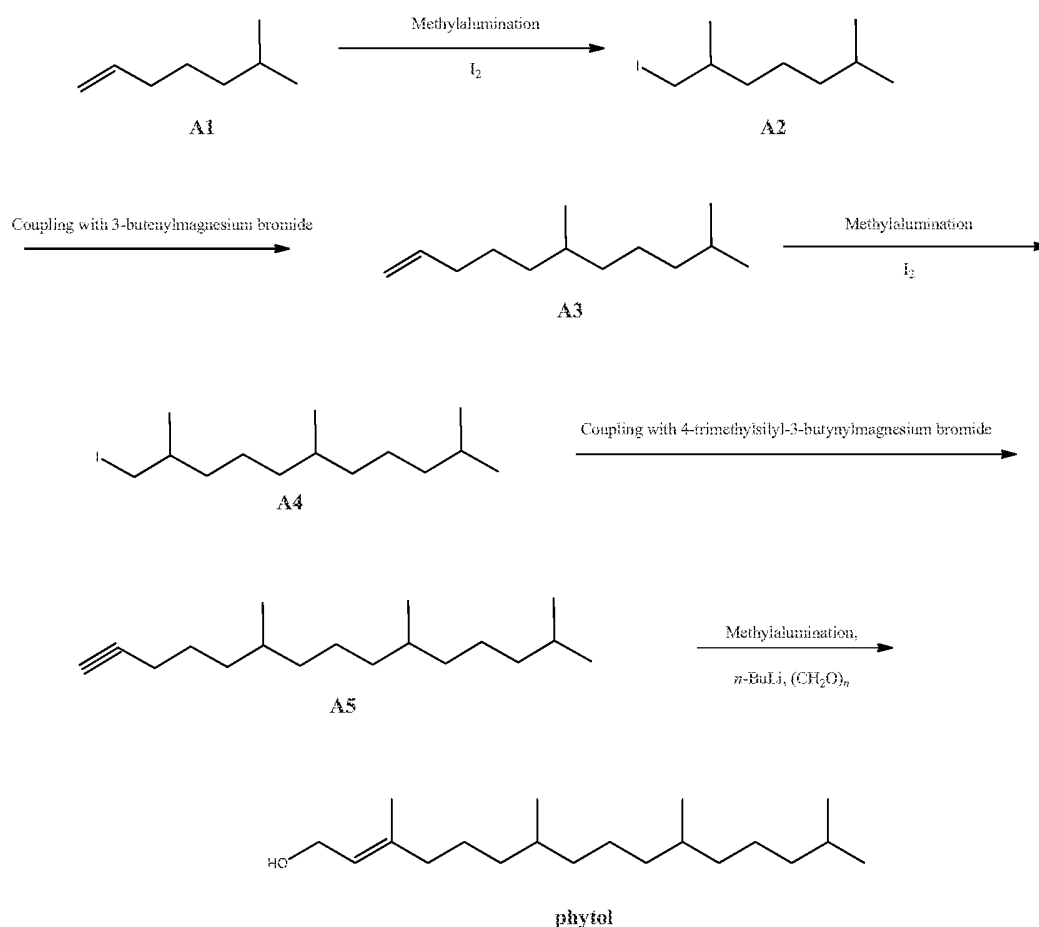 Methylalumination
I₂
I
A1
A2
Coupling with 3-butenylmagnesium bromide
Methylalumination
I₂
A3
I
Coupling with 4-trimethylsilyl-3-butynylmagnesium bromide
A4
Methylalumination,
n-BuLi, (CH₂O)ₙ
A5
HO
phytol